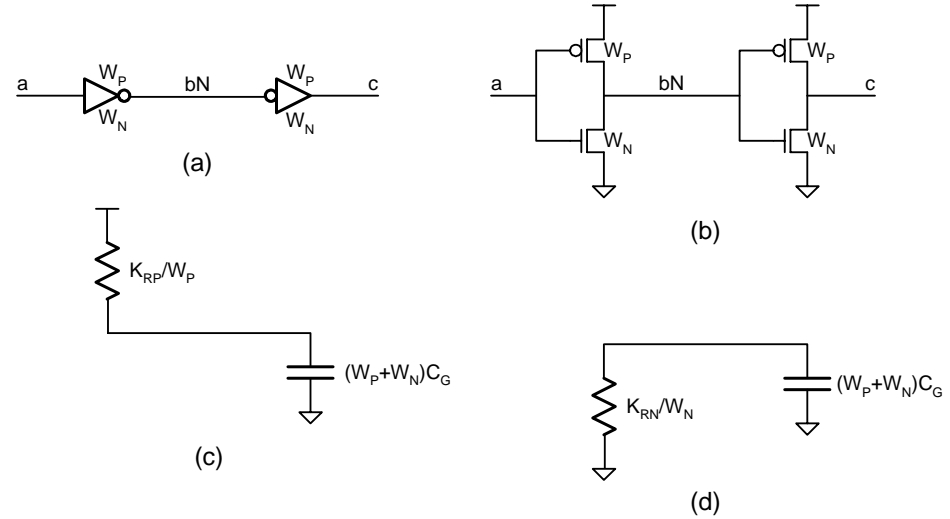 W_P
a
bN
W_P
c
W_N
W_N
(a)
W_P
W_P
a
bN
c
W_N
W_N
(b)
K_RP/W_P
(W_P+W_N)C_G
(c)
K_RN/W_N
(W_P+W_N)C_G
(d)